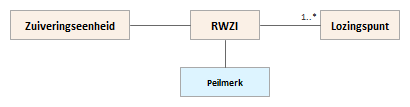 Zuiveringseenheid
RWZI
1..*
Lozingspunt
Peilmerk